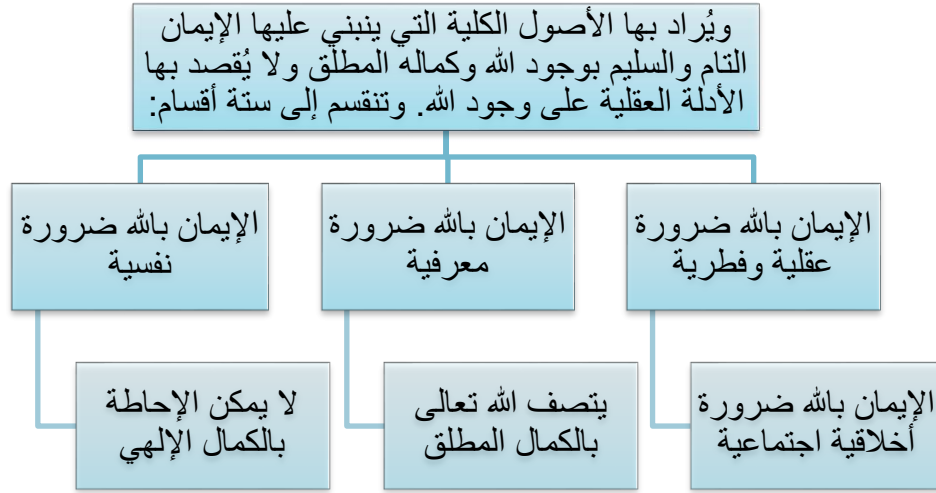 ويُراد بها الأصول الكلية التي ينبني عليها الإيمان
التام والسليم بوجود الله وكماله المطلق ولا يُقصد بها
الأدلة العقلية على وجود الله. وتنقسم إلى ستة أقسام:
الإيمان بالله ضرورة
عقلية وفطرية
الإيمان بالله ضرورة
معرفية
الإيمان بالله ضرورة
نفسية
الإيمان بالله ضرورة
أخلاقية اجتماعية
يتصف الله تعالى
بالكمال المطلق
لا يمكن الإحاطة
بالكمال الإلهي